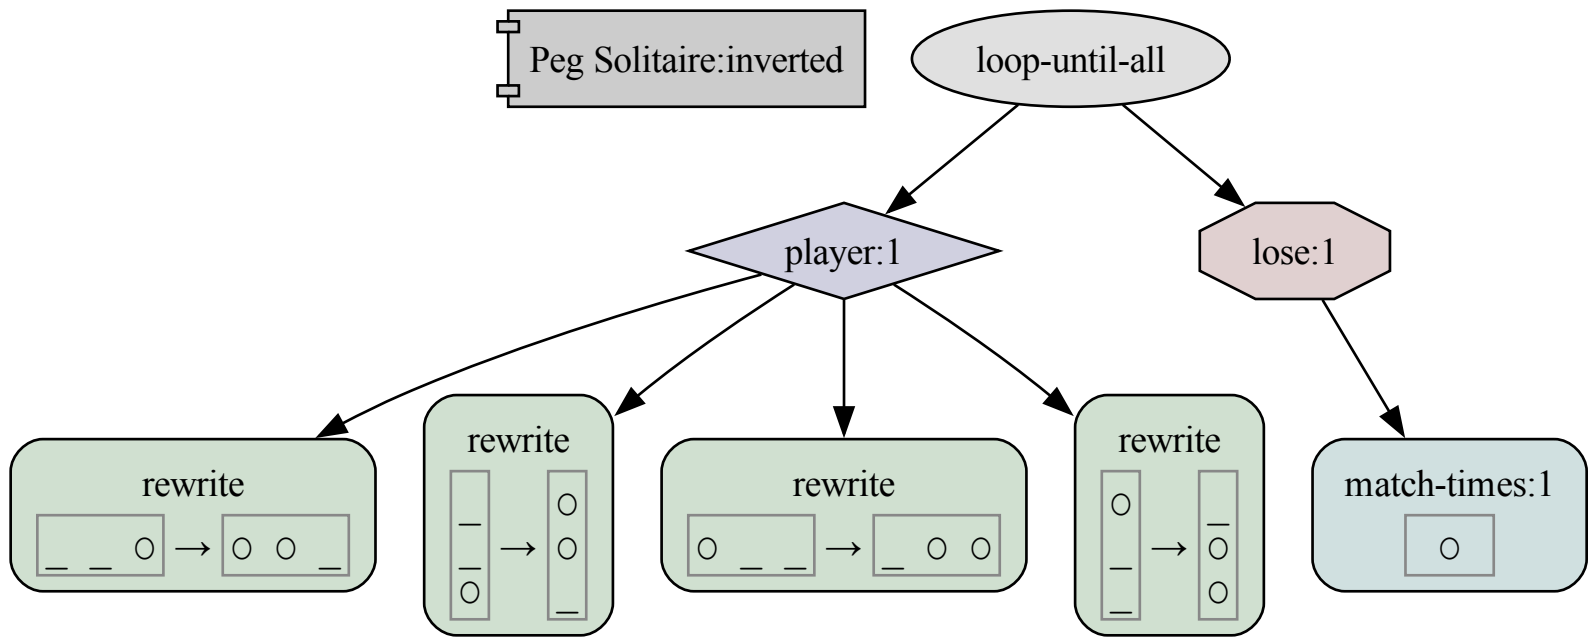 Peg Solitaire:inverted
loop-until-all
player:1
lose:1
rewrite
_ _ o → o o _
rewrite
_ o
_ → o
o _
rewrite
o _ _ → _ o o
rewrite
o _
_ → o
_ o
match-times:1
o